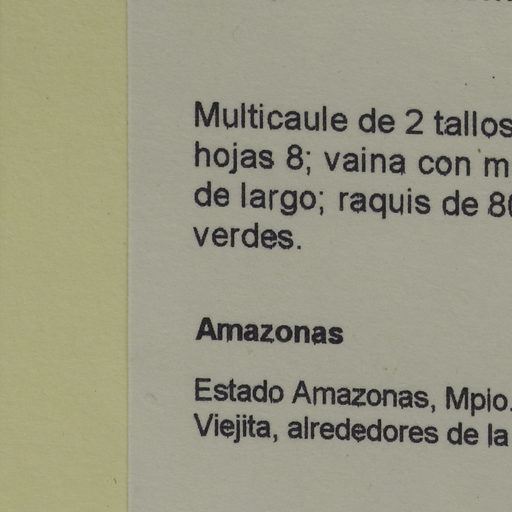 Multicaule de 2 tallos
hojas 8; vaina con m
de largo; raquis de 80
verdes.
Amazonas
Estado Amazonas, Mpio.
Viejita, alrededores de la